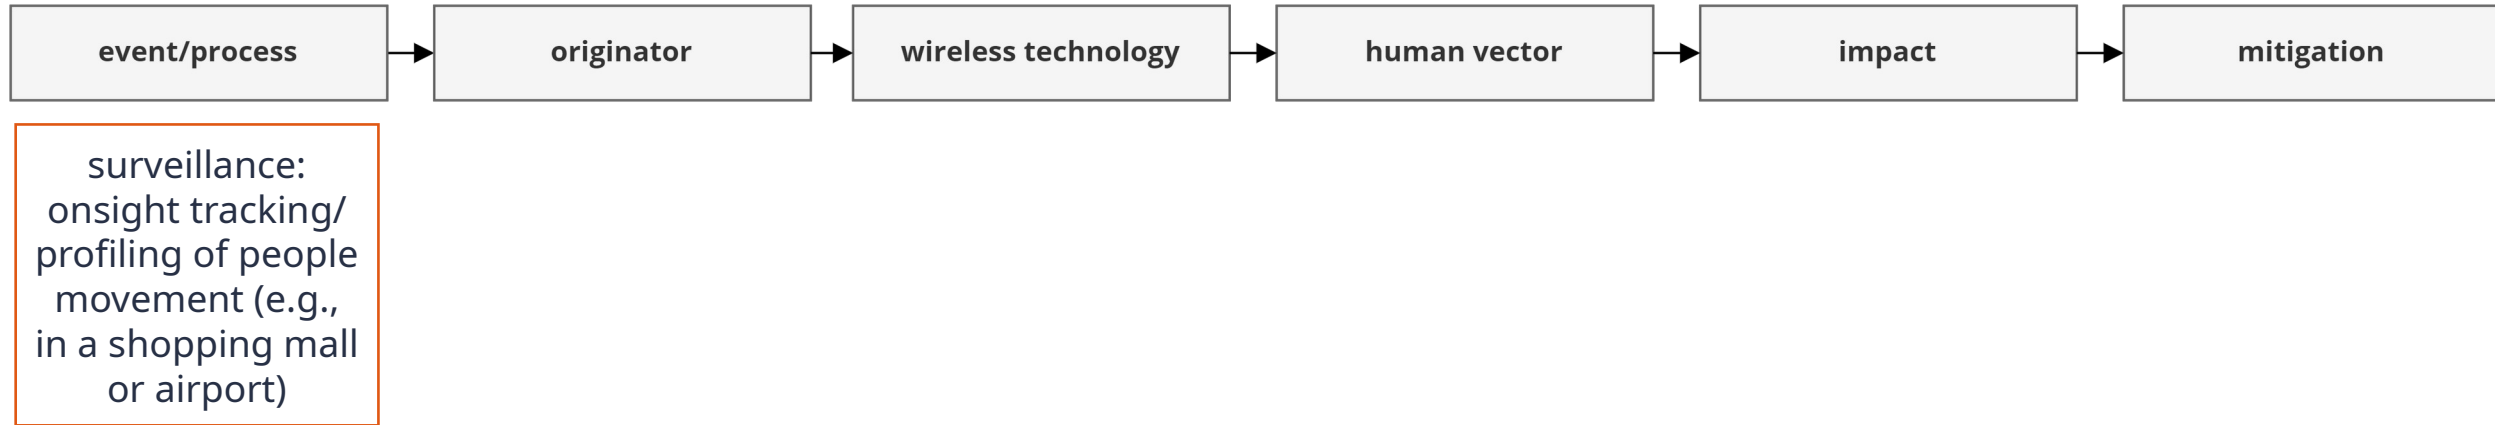 event/process
originator
wireless technology
human vector
impact
mitigation
surveillance:
onsight tracking/
profiling of people
movement (e.g.,
in a shopping mall
or airport)